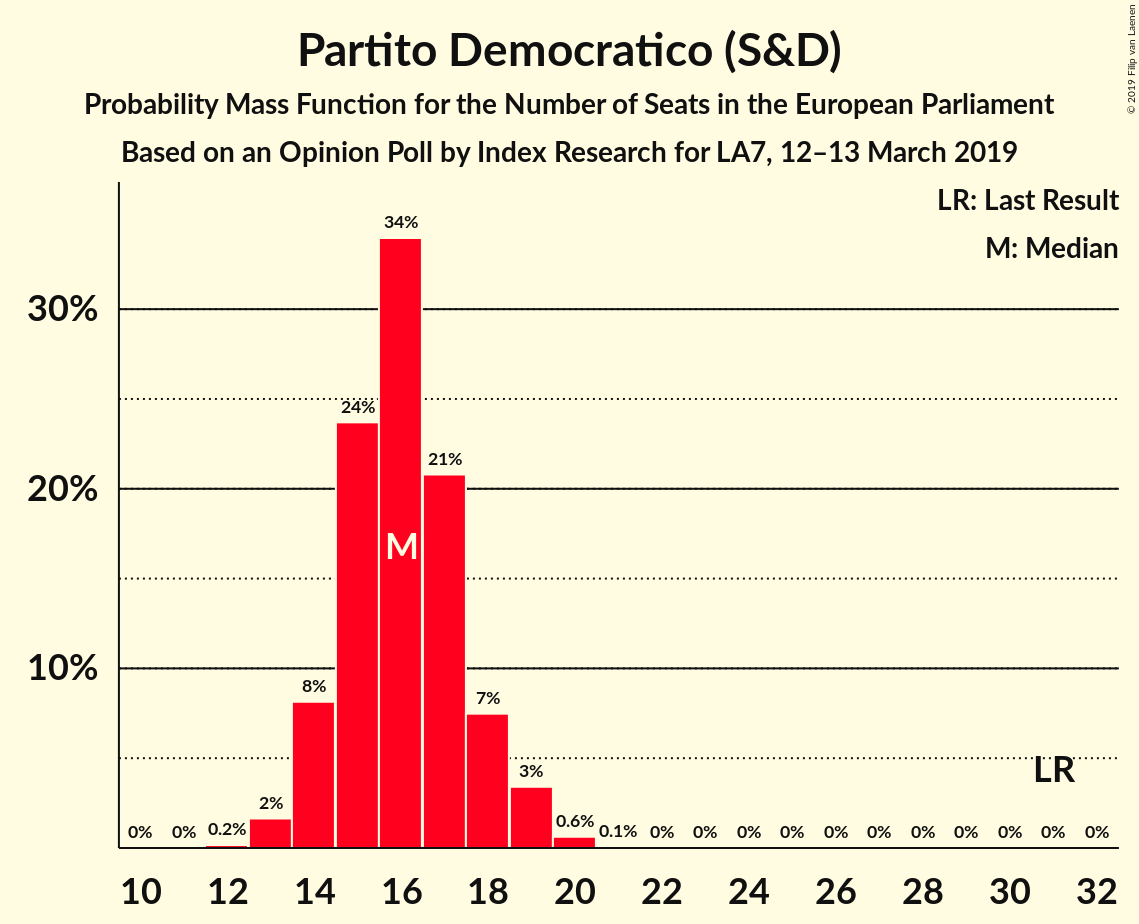 Partito Democratico (S&D)
Probability Mass Function for the Number of Seats in the European Parliament
Based on an Opinion Poll by Index Research for LA7, 12–13 March 2019
© 2019 Filip van Laenen
LR: Last Result
M: Median
34%
30%
24%
21%
20%
M
10%
8%
7%
LR
3%
2%
0% 0% 0.2% 0.6% 0.1% 0% 0% 0% 0% 0% 0% 0% 0% 0% 0% 0%
10 12 14 16 18 20 22 24 26 28 30 32